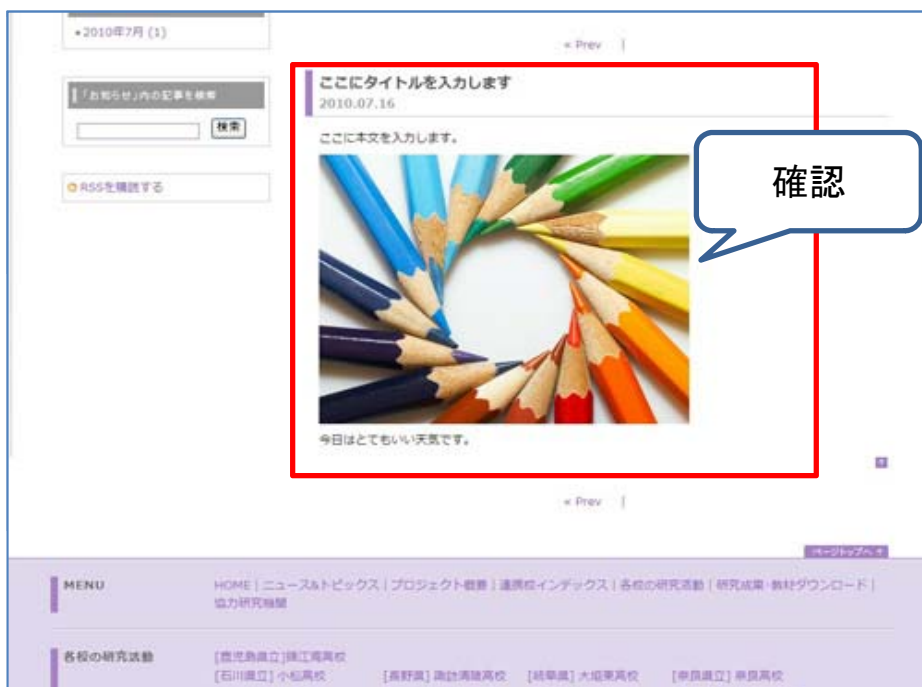 •2010年7月 (1)
« Prev |
「お知らせ」内の記事を検索
検索
RSSを購読する
ここにタイトルを入力します
2010.07.16
ここに本文を入力します。
確認
今日はとてもいい天気です。
« Prev |
ページトップへ
MENU
HOME | ニュース&トピックス | プロジェクト概要 | 連携校インデックス | 各校の研究活動 | 研究成果・教材ダウンロード |
協力研究機関
各校の研究活動
[鹿児島県立]錦江湾高校
[石川県立] 小松高校 [長野県] 諏訪清陵高校 [岐阜県] 大垣東高校 [奈良県立] 奈良高校